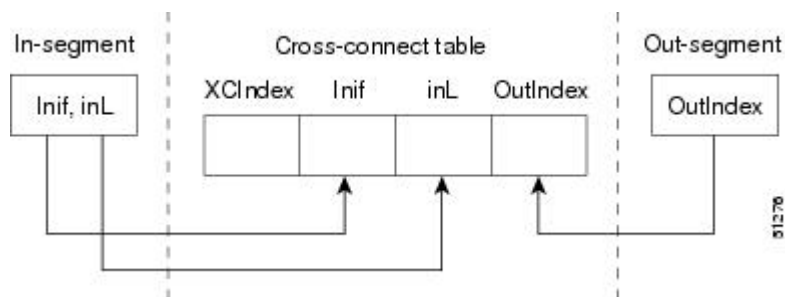 In-segment
Cross-connect table
Out-segment
XCIndex Inif inL OutIndex
Inif, inL
OutIndex
51276